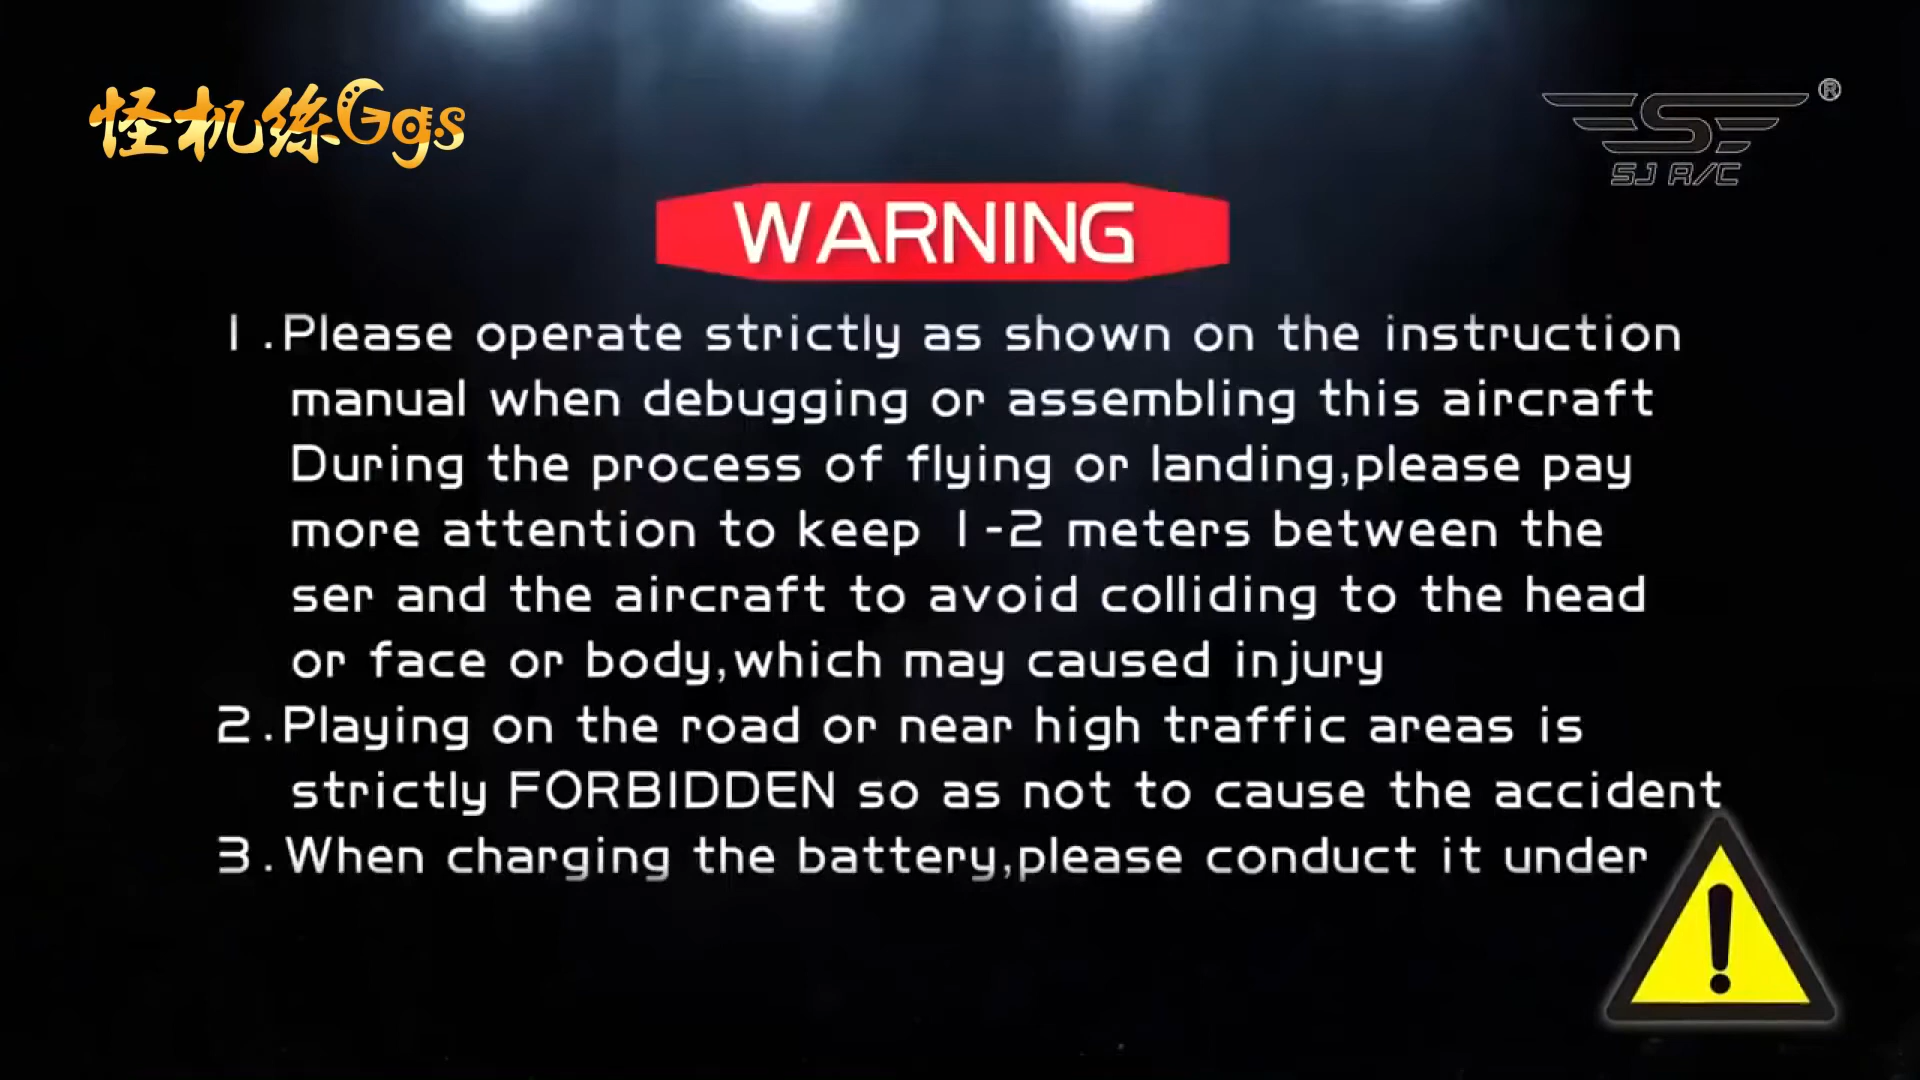 怪机絲Ggs
®
SJ R/C
WARNING
1.Please operate strictly as shown on the instruction
manual when debugging or assembling this aircraft
During the process of flying or landing,please pay
more attention to keep 1-2 meters between the
ser and the aircraft to avoid colliding to the head
or face or body,which may caused injury
2.Playing on the road or near high traffic areas is
strictly FORBIDDEN so as not to cause the accident
3.When charging the battery,please conduct it under